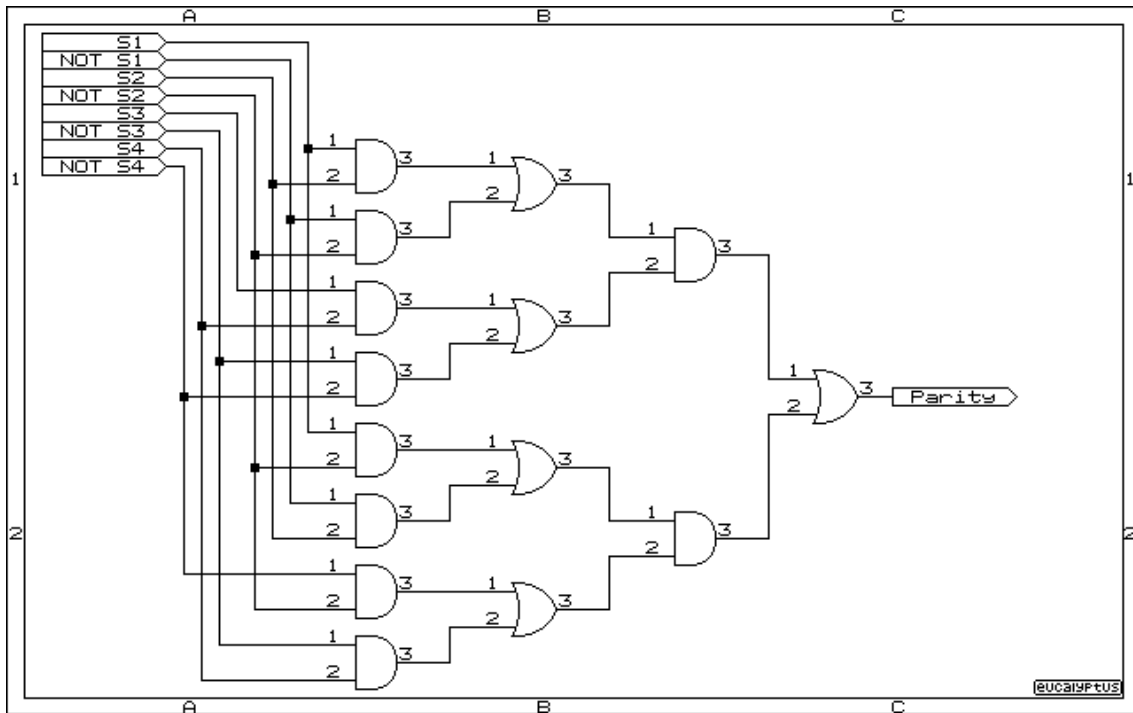 A B C
S1
NOT S1
S2
NOT S2
S3
NOT S3
S4
NOT S4
1 1
1 3 1 3
2 2
1 3 1 3
2 2
1 3 1 3
2 2
1 3
2
1 3
2 Parity
1 3 1 3
2 2
1 3 1 3
2 2 2 2
1 3 1 3
2 2
1 3
2
eucalyptus
A B C